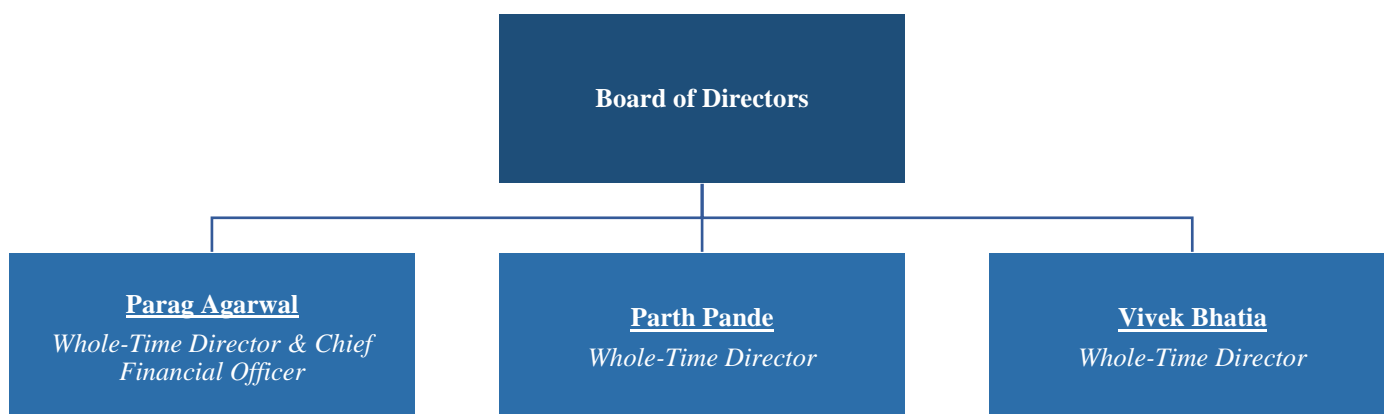 Board of Directors
Parag Agarwal
Whole-Time Director & Chief
Financial Officer
Parth Pande
Whole-Time Director
Vivek Bhatia
Whole-Time Director